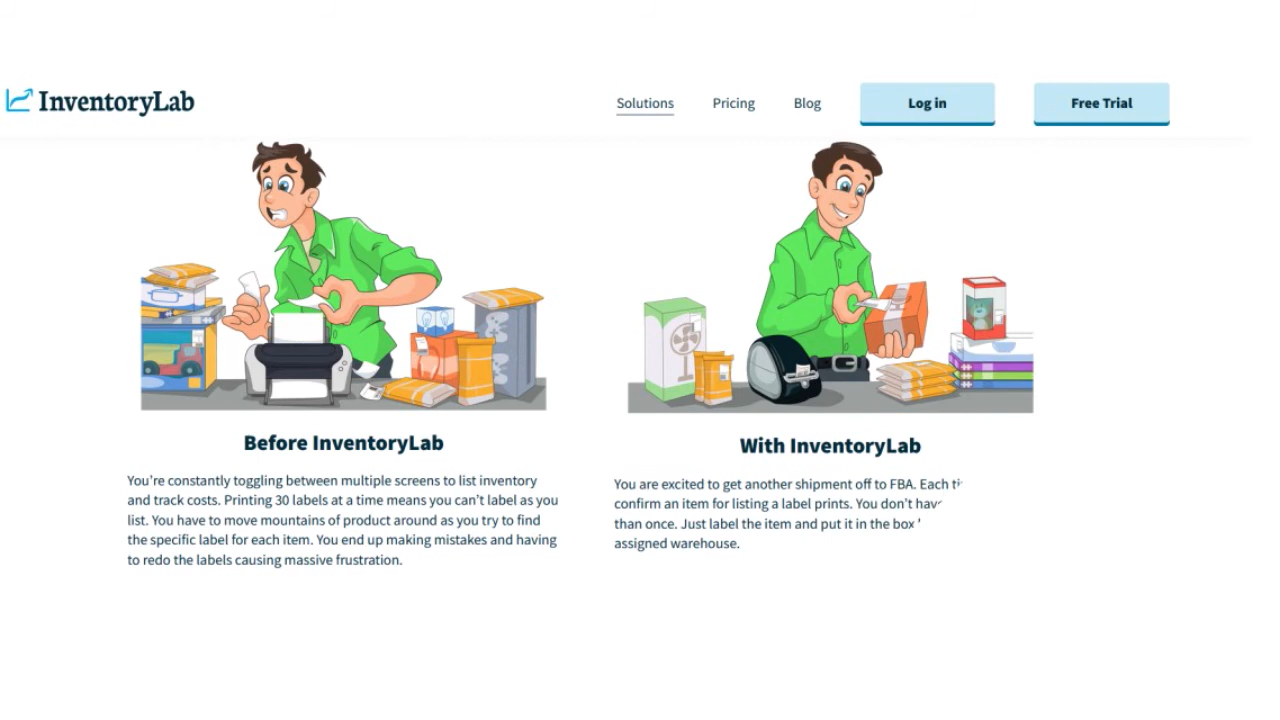 InventoryLab
Solutions
Pricing
Blog
Log in
Free Trial
Before InventoryLab
You're constantly toggling between multiple screens to list inventory
and track costs. Printing 30 labels at a time means you can't label as you
list. You have to move mountains of product around as you try to find
the specific label for each item. You end up making mistakes and having
to redo the labels causing massive frustration.
With InventoryLab
You are excited to get another shipment off to FBA. Each
confirm an item for listing a label prints. You don't
than once. Just label the item and put it in the box
assigned warehouse.